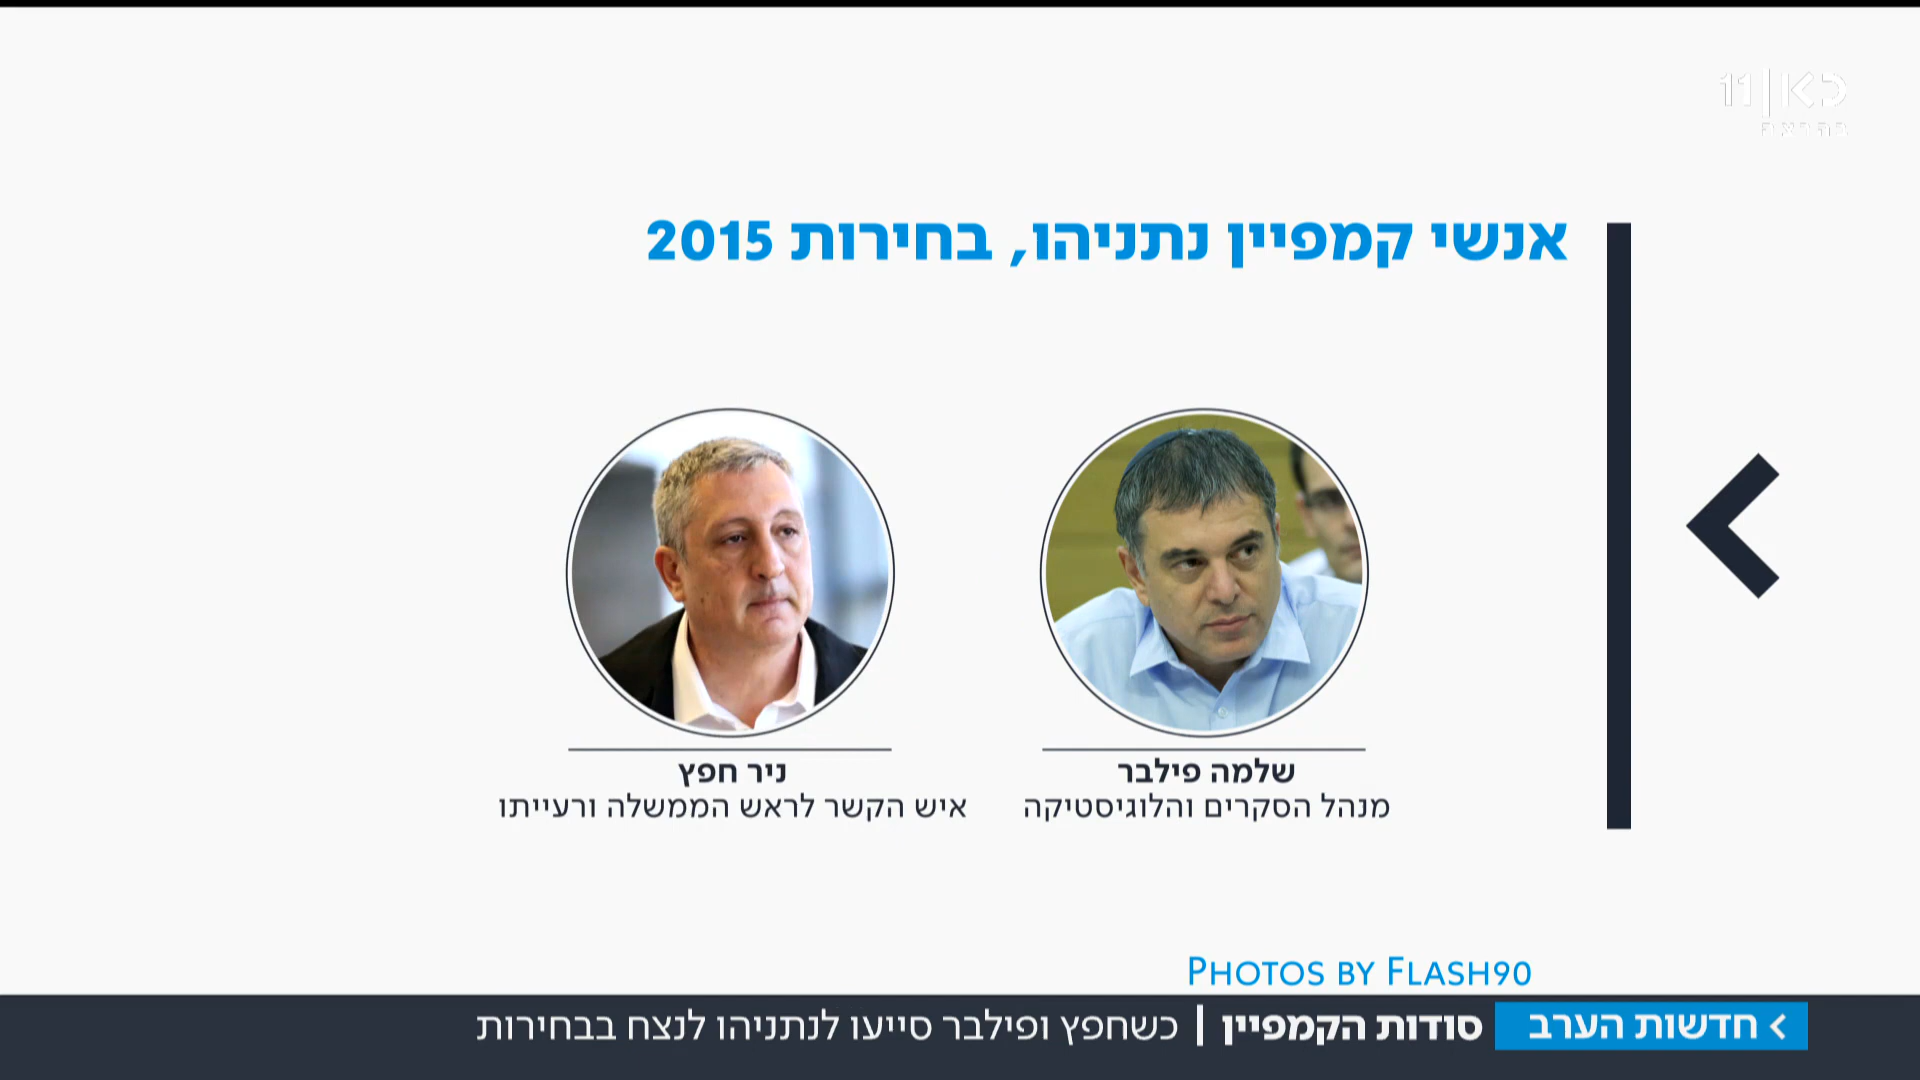 כאן 11
בהרצה
אנשי קמפיין נתניהו, בחירות 2015
שלמה פילבר
מנהל הסקרים והלוגיסטיקה
ניר חפץ
איש הקשר לראש הממשלה ורעייתו
PHOTOS BY FLASH90
חדשות הערב
סודות הקמפיין | כשחפץ ופילבר סייעו לנתניהו לנצח בבחירות